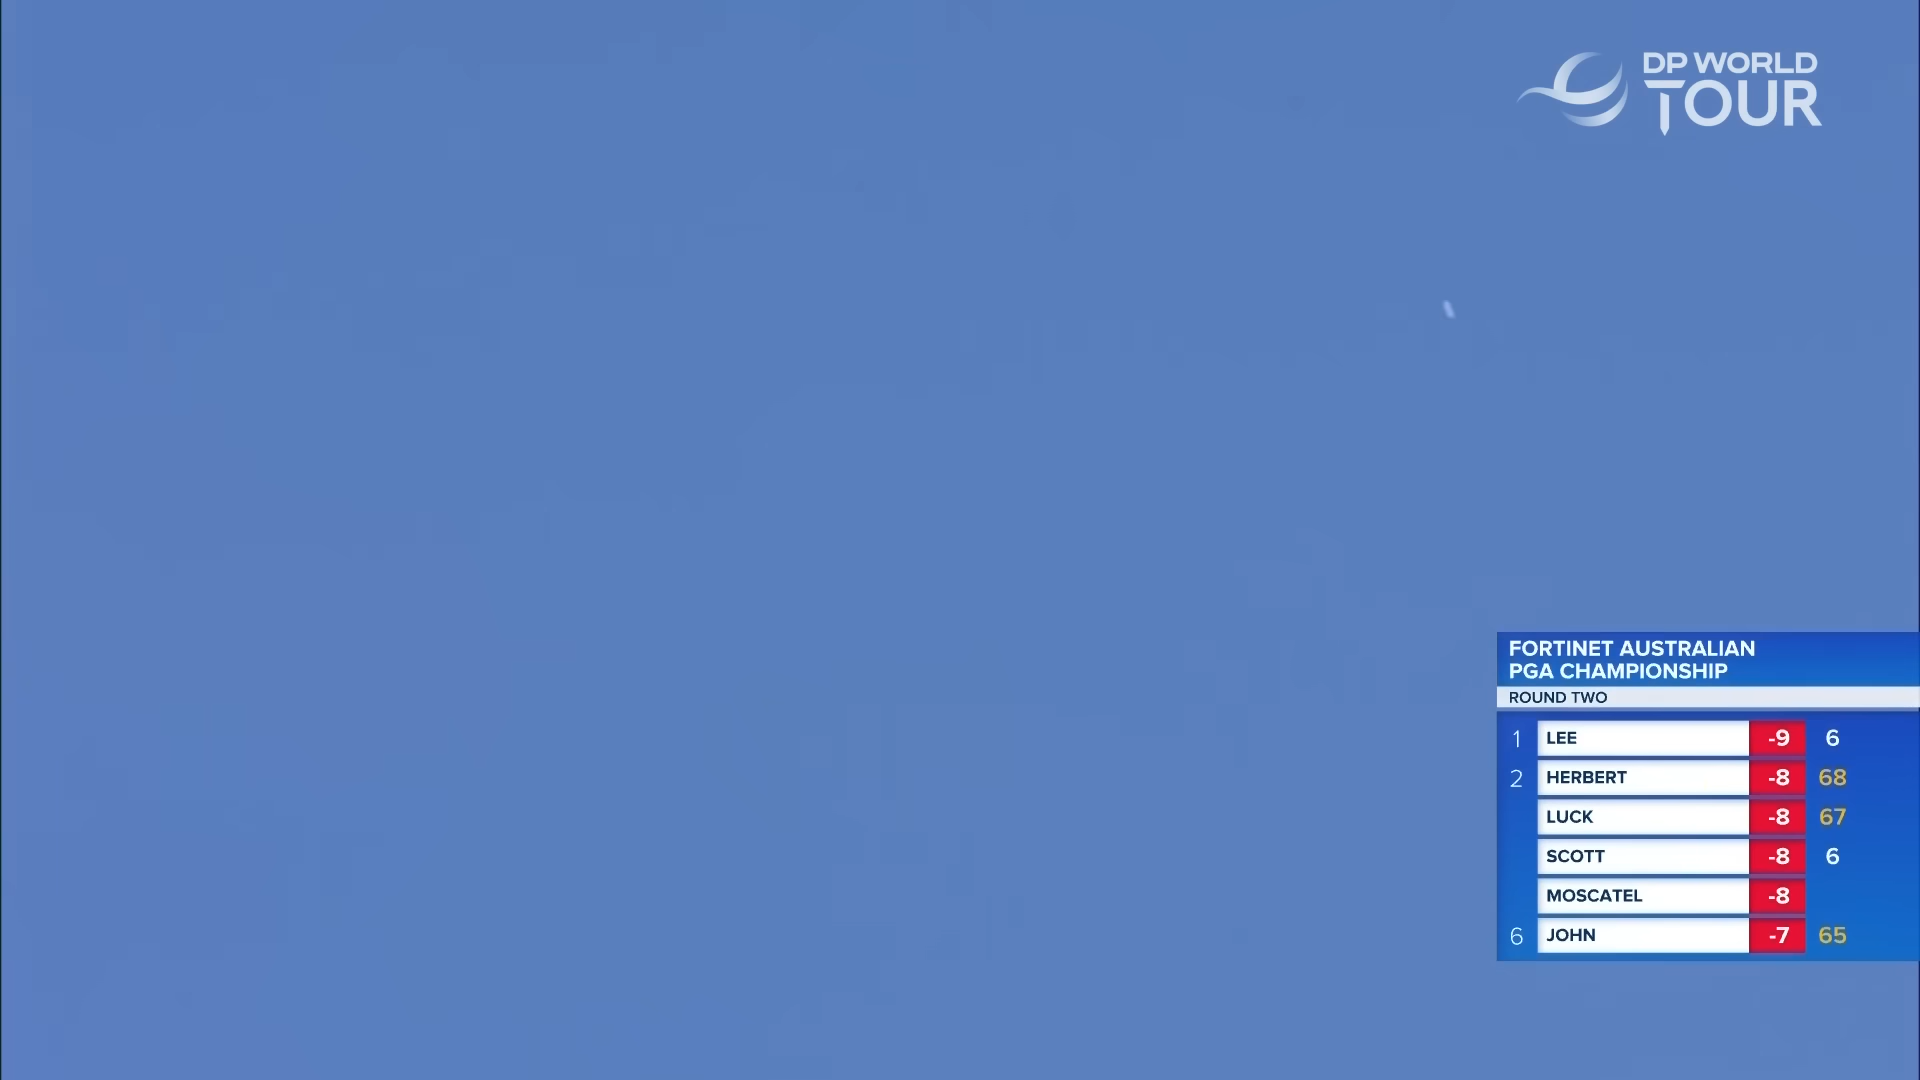 DP WORLD
TOUR
FORTINET AUSTRALIAN
PGA CHAMPIONSHIP
ROUND TWO
1 LEE -9 6
2 HERBERT -8 68
LUCK -8 67
SCOTT -8 6
MOSCATEL -8
6 JOHN -7 65